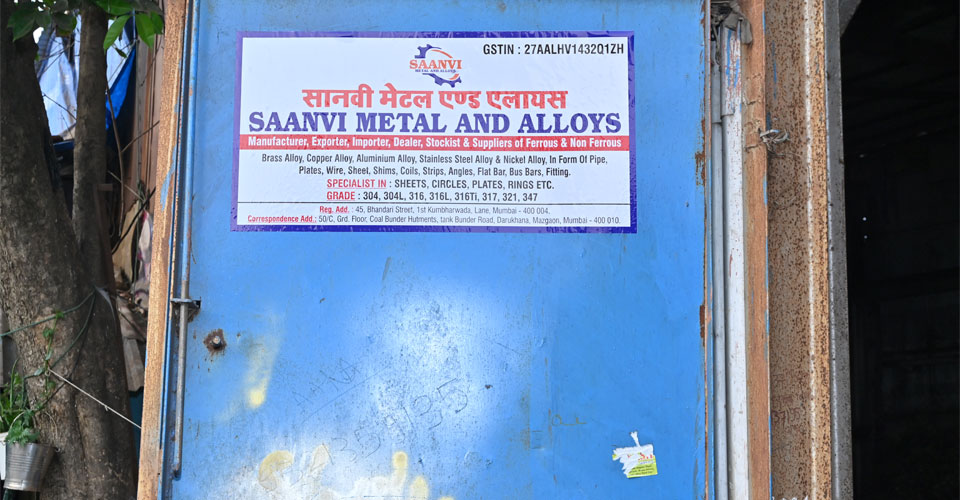 GSTIN : 27AALHV1432Q1ZH
SAANVI
METAL AND ALLOYS
सानवी मेटल एण्ड एलायस
SAANVI METAL AND ALLOYS
Manufacturer, Exporter, Importer, Dealer, Stockist & Suppliers of Ferrous & Non Ferrous
Brass Alloy, Copper Alloy, Aluminium Alloy, Stainless Steel Alloy & Nickel Alloy, In Form Of Pipe,
Plates, Wire, Sheet, Shims, Coils, Strips, Angles, Flat Bar, Bus Bars, Fitting.
SPECIALIST IN : SHEETS, CIRCLES, PLATES, RINGS ETC.
GRADE : 304, 304L, 316, 316L, 316Ti, 317, 321, 347
Reg. Add. : 45, Bhandari Street, 1st Kumbharwada, Lane, Mumbai - 400 004.
Correspondence Add.: 50/C, Grd. Floor, Coal Bunder Hutments, tank Bunder Road, Darukhana, Mazgaon, Mumbai - 400 010.